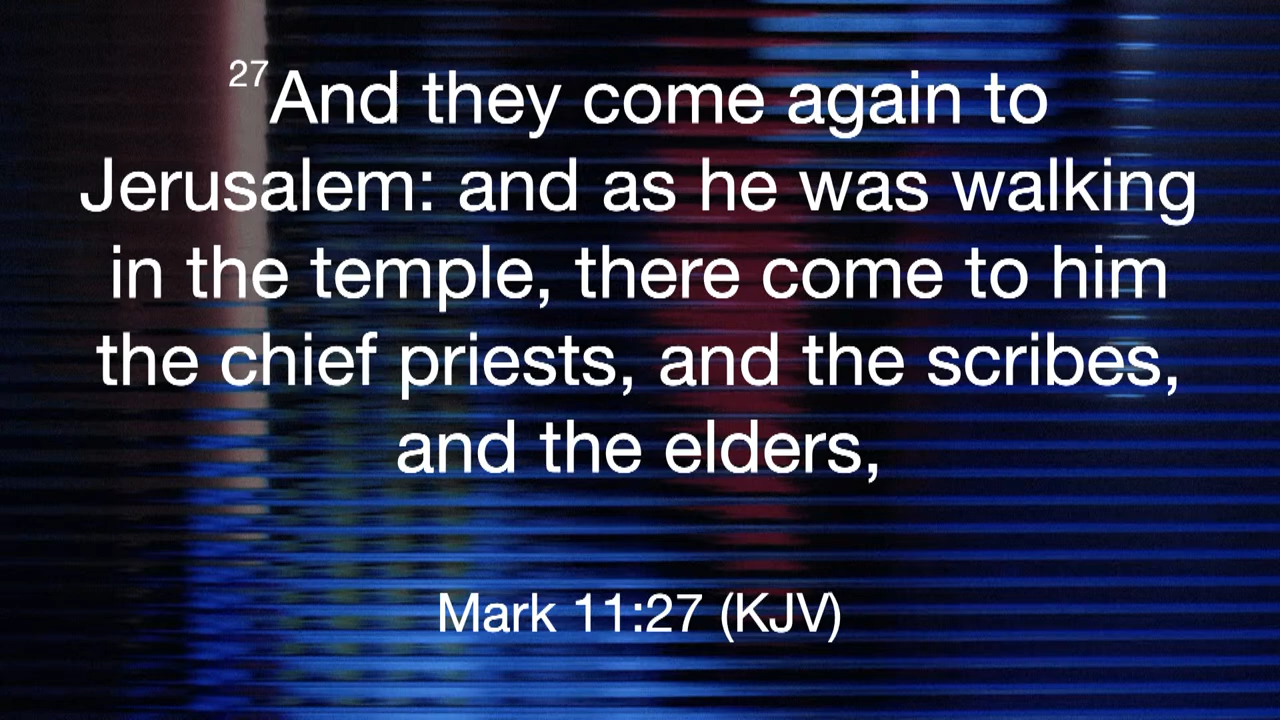 27And they come again to
Jerusalem: and as he was walking
in the temple, there come to him
the chief priests, and the scribes,
and the elders,
Mark 11:27 (KJV)